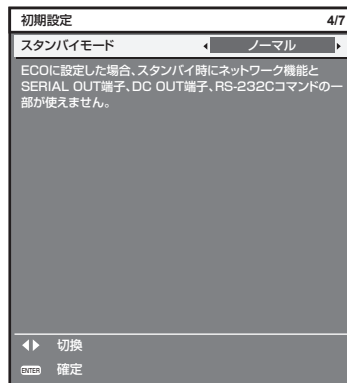 初期設定 4/7
スタンバイモード ノーマル
ECOに設定した場合、スタンバイ時にネットワーク機能と
SERIAL OUT端子、DC OUT端子、RS-232Cコマンドの一
部が使えません。
切換
ENTER 確定